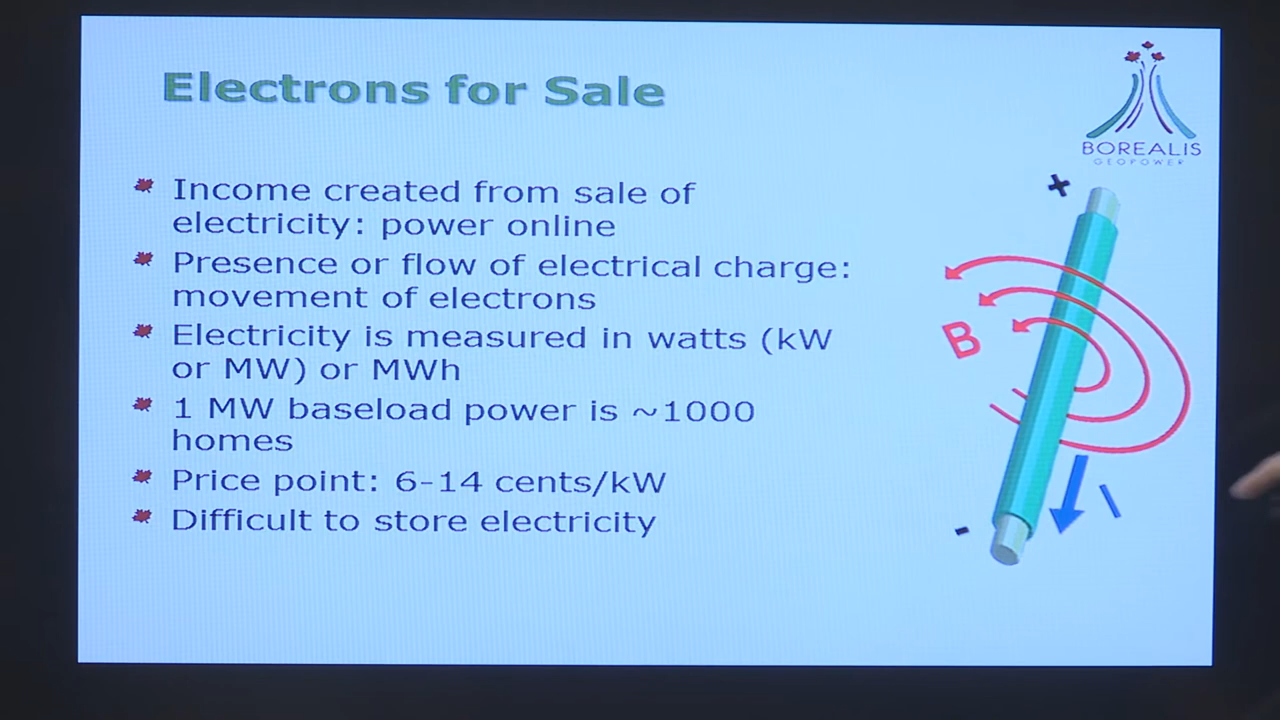 Electrons for Sale
BOREALIS
GEOPOWER
Income created from sale of
electricity: power online
Presence or flow of electrical charge:
movement of electrons
Electricity is measured in watts (kW
or MW) or MWh
1 MW baseload power is ~1000
homes
Price point: 6-14 cents/kW
Difficult to store electricity
+
B
I
-